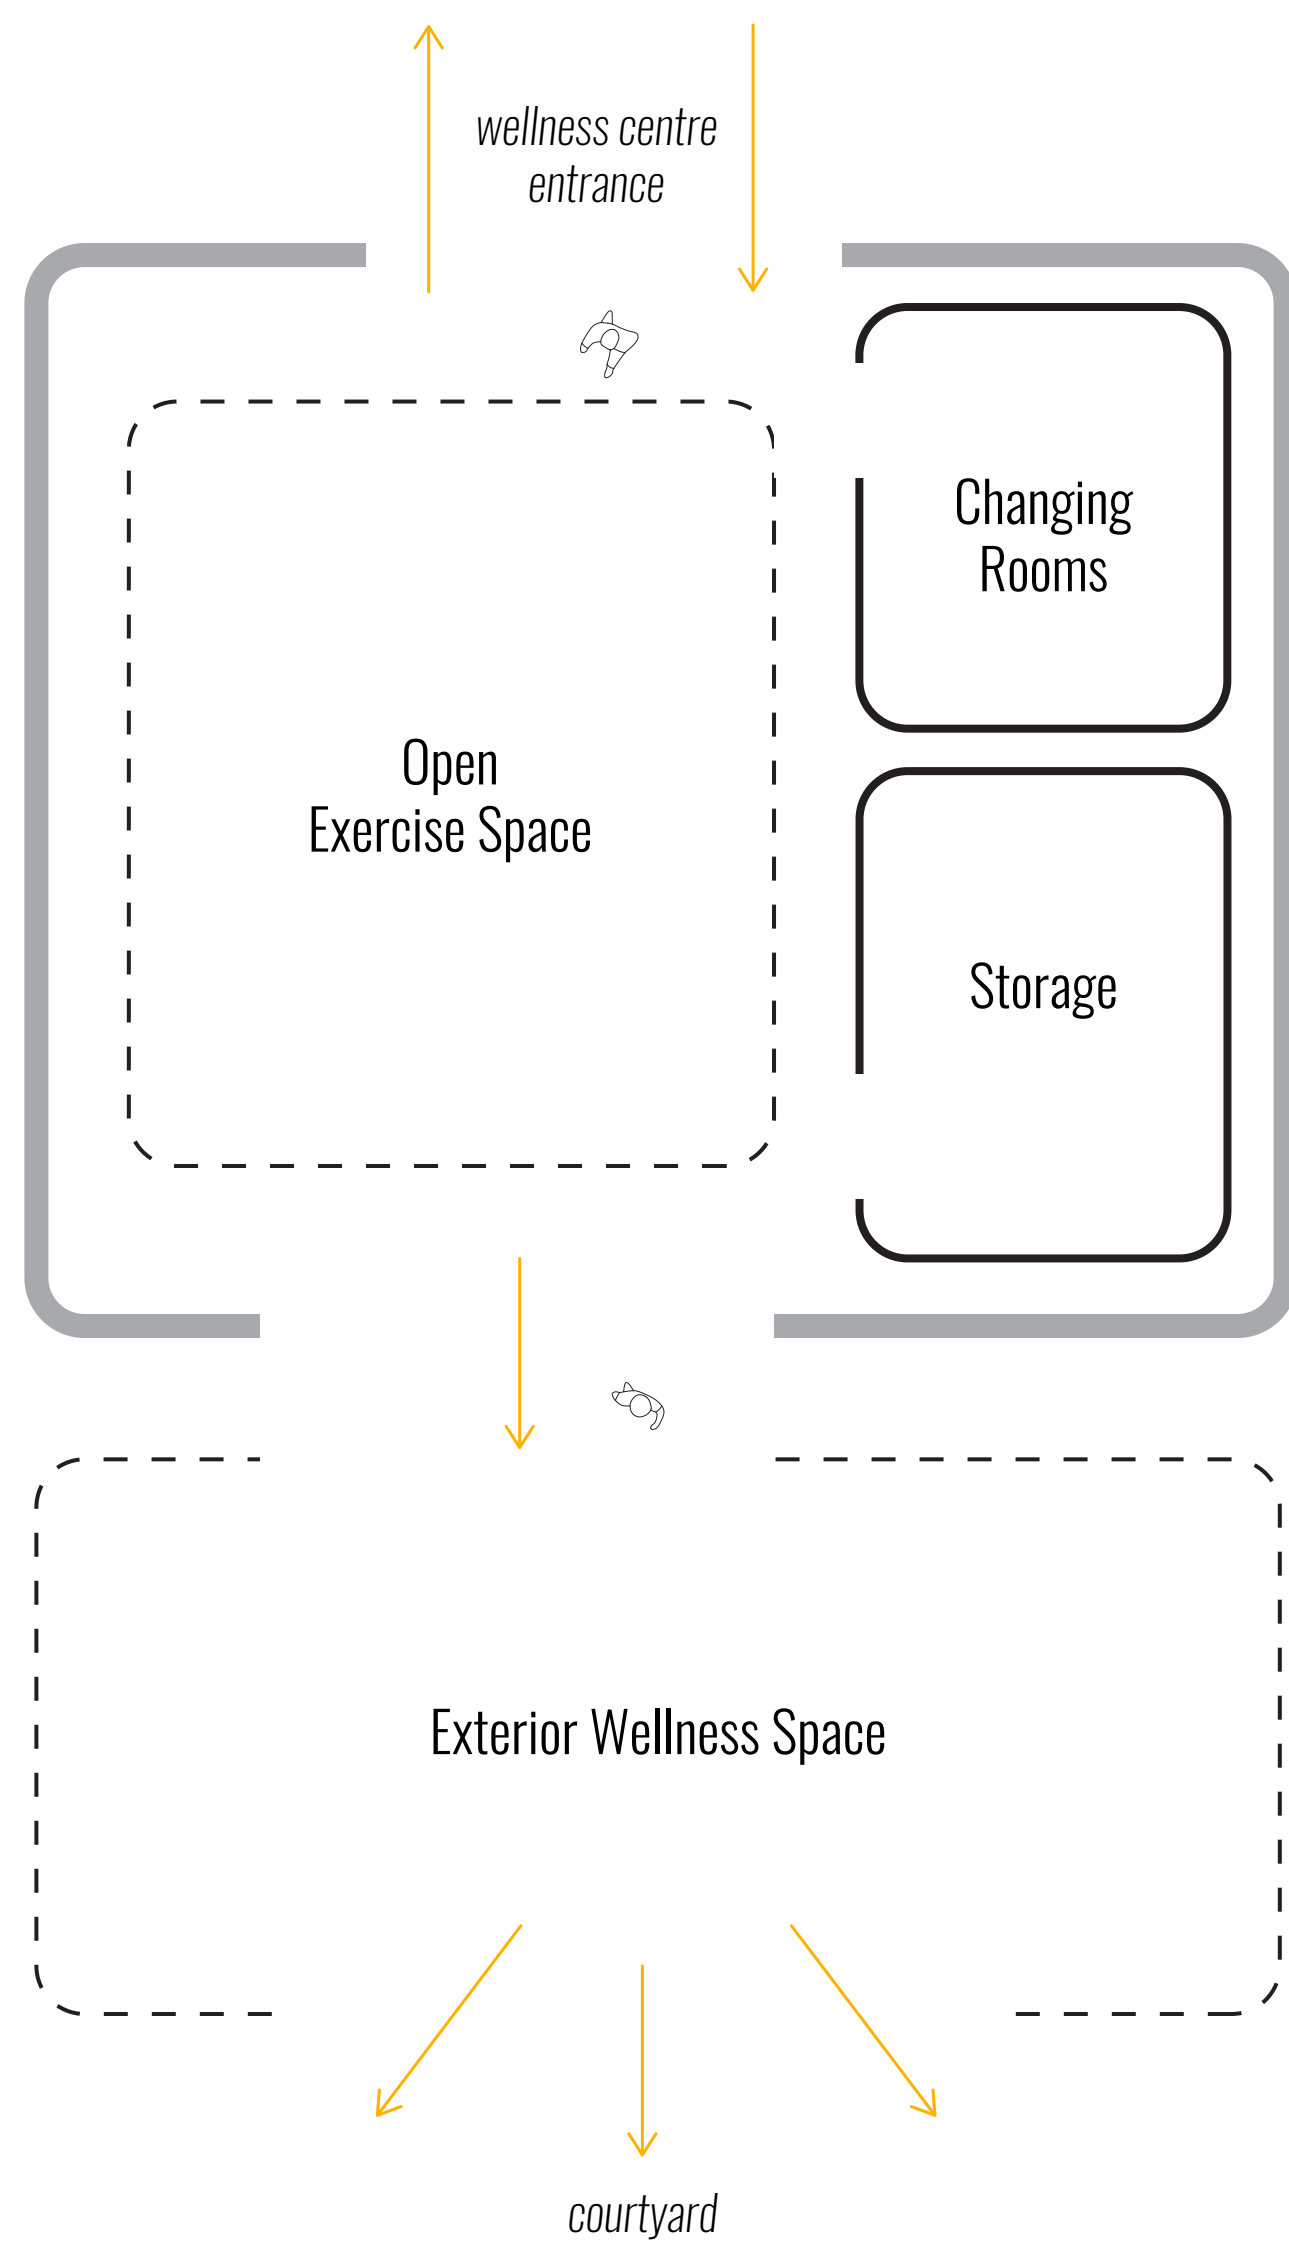 wellness centre
entrance
Changing
Rooms
Open
Exercise Space
Storage
Exterior Wellness Space
courtyard